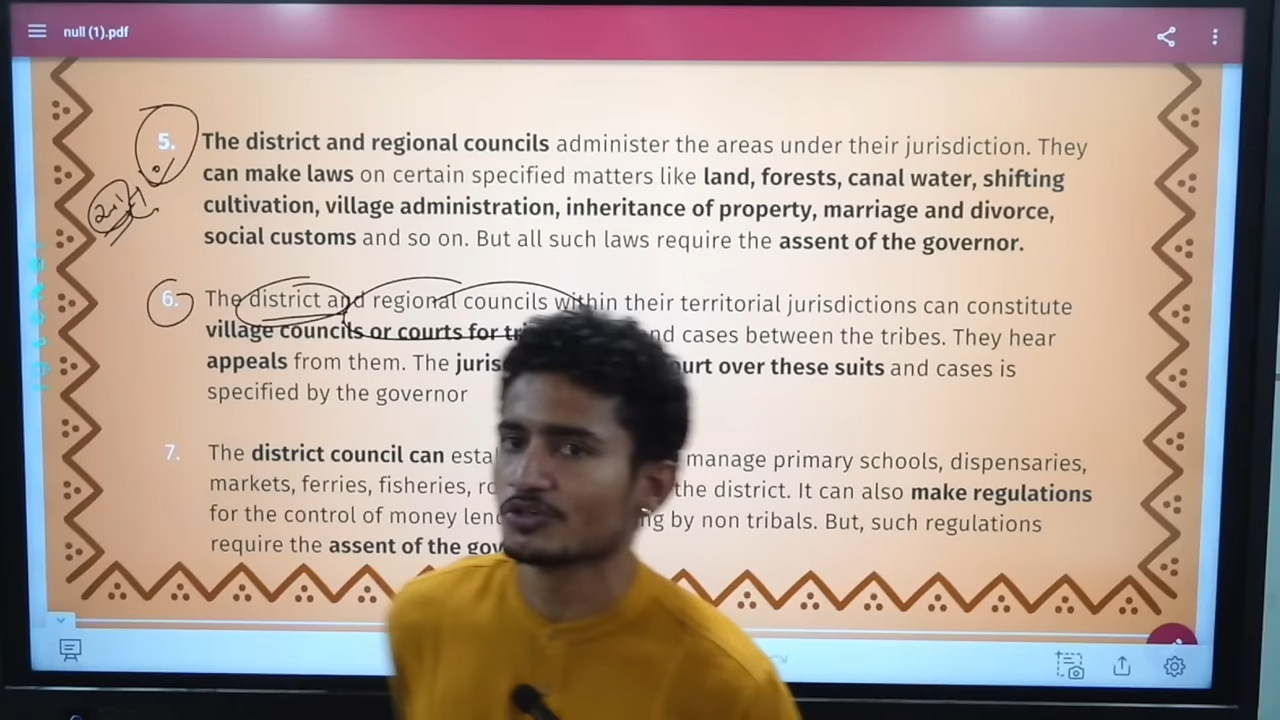 null (1).pdf
5. The district and regional councils administer the areas under their jurisdiction. They
can make laws on certain specified matters like land, forests, canal water, shifting
cultivation, village administration, inheritance of property, marriage and divorce,
social customs and so on. But all such laws require the assent of the governor.
6. The district and regional councils within their territorial jurisdictions can constitute
village councils or courts for tr nd cases between the tribes. They hear
appeals from them. The juris urt over these suits and cases is
specified by the governor
7. The district council can esta manage primary schools, dispensaries,
markets, ferries, fisheries, ro the district. It can also make regulations
for the control of money lend ng by non tribals. But, such regulations
require the assent of the gov